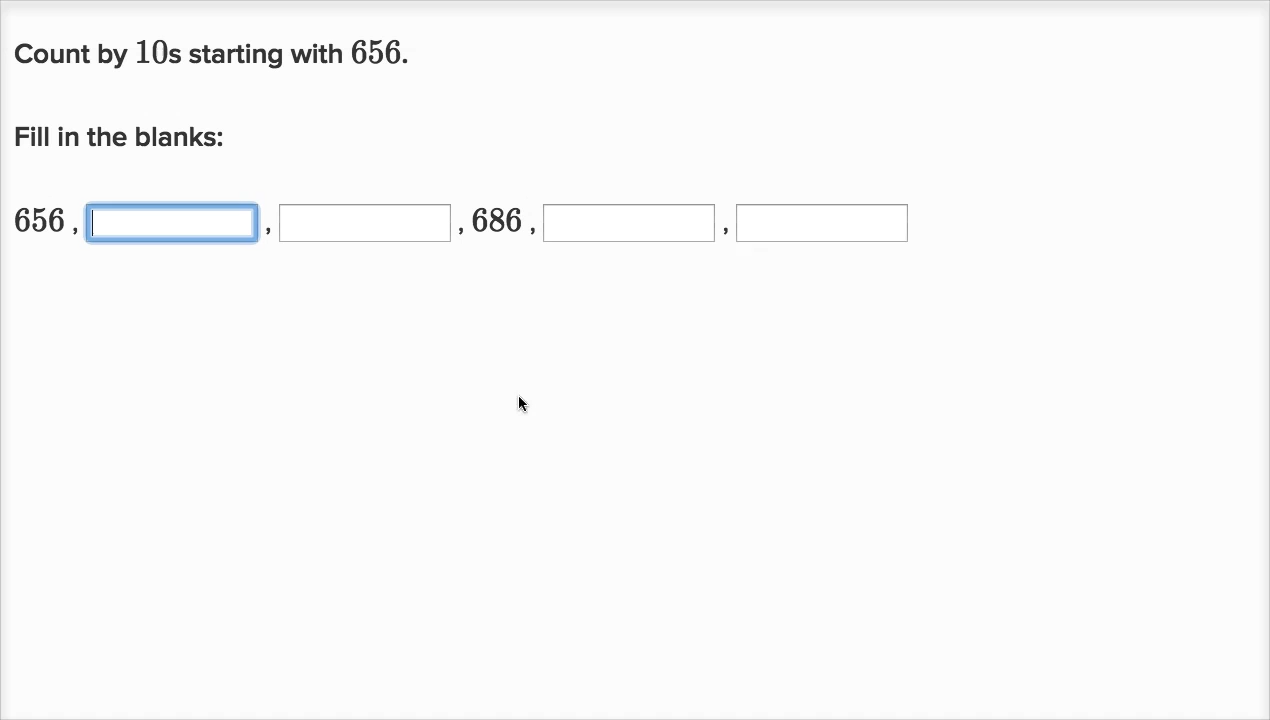 Count by 10s starting with 656.
Fill in the blanks:
656 , , , 686 , ,